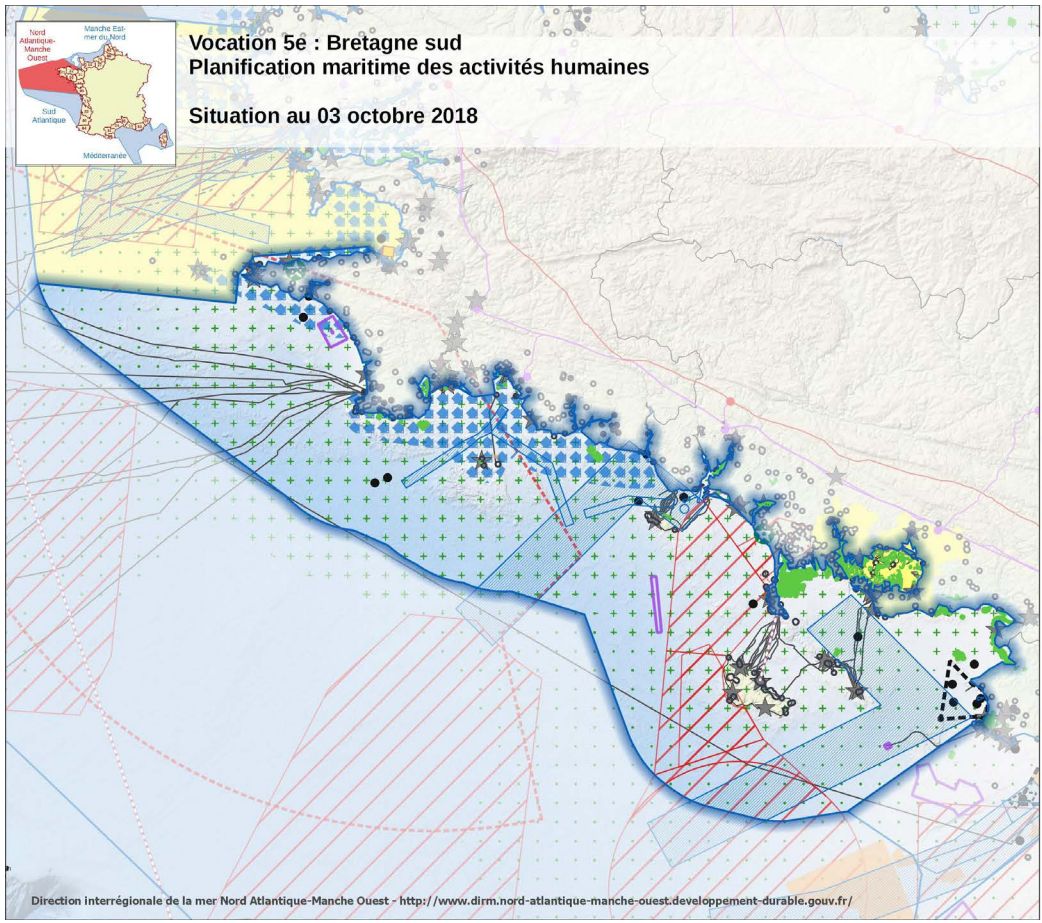 Nord
Atlantique-
Manche
Ouest
Manche Est-
mer du Nord
Sud
Atlantique
Méditerranée
Vocation 5e : Bretagne sud
Planification maritime des activités humaines
Situation au 03 octobre 2018
Direction interrégionale de la mer Nord Atlantique-Manche Ouest - http://www.dirm.nord-atlantique-manche-ouest.developpement-durable.gouv.fr/